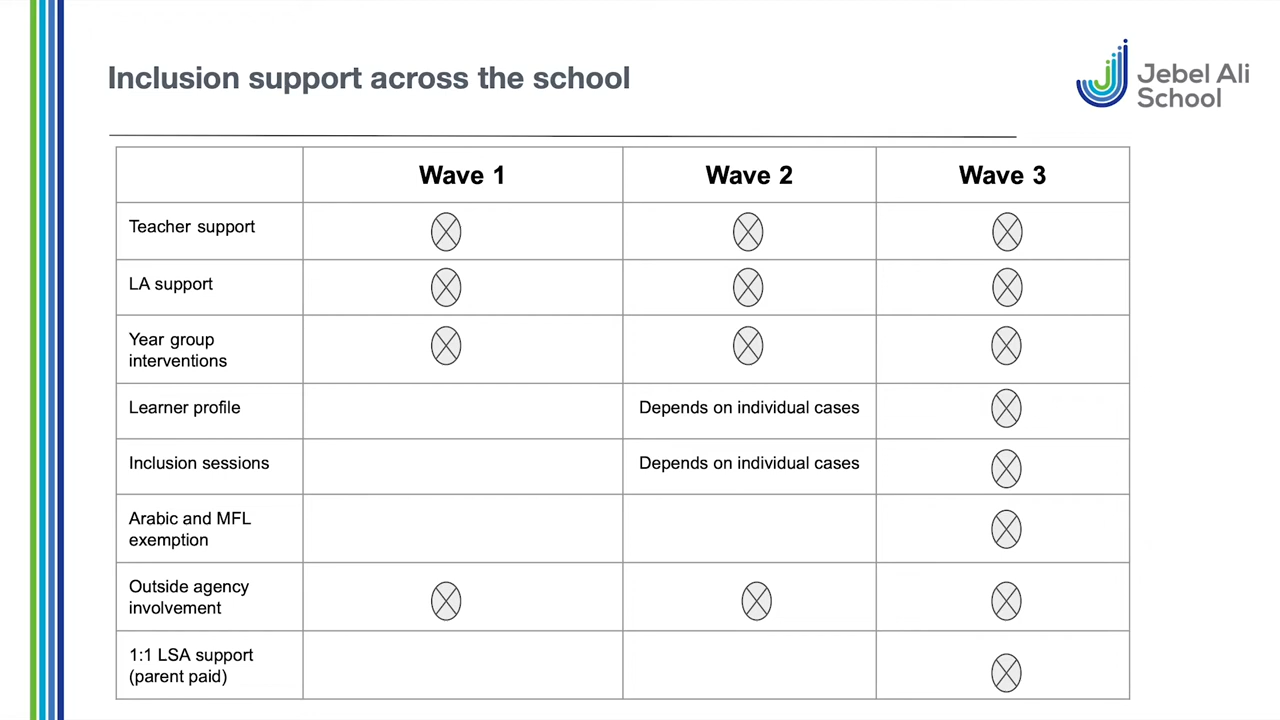 Inclusion support across the school
Jebel Ali
School
Wave 1 Wave 2 Wave 3
Teacher support
LA support
Year group
interventions
Learner profile Depends on individual cases
Inclusion sessions Depends on individual cases
Arabic and MFL
exemption
Outside agency
involvement
1:1 LSA support
(parent paid)